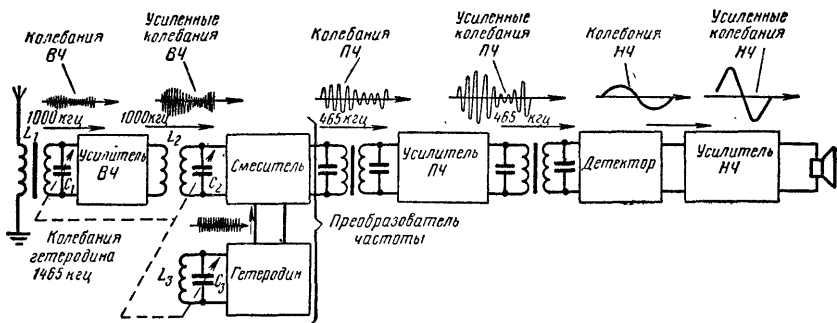 Колебания
ВЧ
Усиленные
колебания
ВЧ
Колебания
ПЧ
Усиленные
колебания
ПЧ
Колебания
НЧ
Усиленные
колебания
НЧ
1000 кгц
1000 кгц
465 кгц
465 кгц
L1
C1
Усилитель
ВЧ
L2
C2
Смеситель
Усилитель
ПЧ
Детектор
Усилитель
НЧ
Преобразователь
частоты
Колебания
гетеродина
1465 кгц
L3
C3
Гетеродин